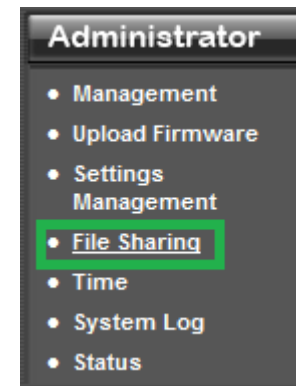 Administrator
Management
Upload Firmware
Settings
Management
File Sharing
Time
System Log
Status